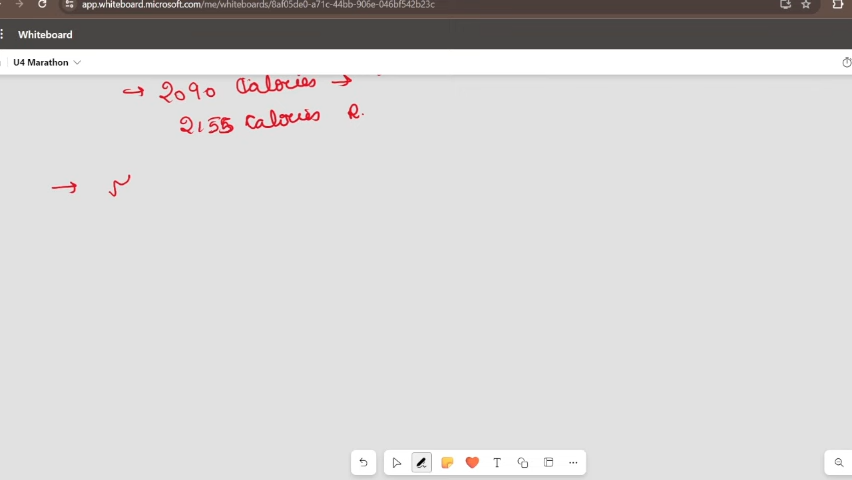 app.whiteboard.microsoft.com/me/whiteboards/8af05de0-a71c-44bb-906e-046bf542b23c
Whiteboard
U4 Marathon
→ 2090 Calories →
2155 Calories R.
→
T